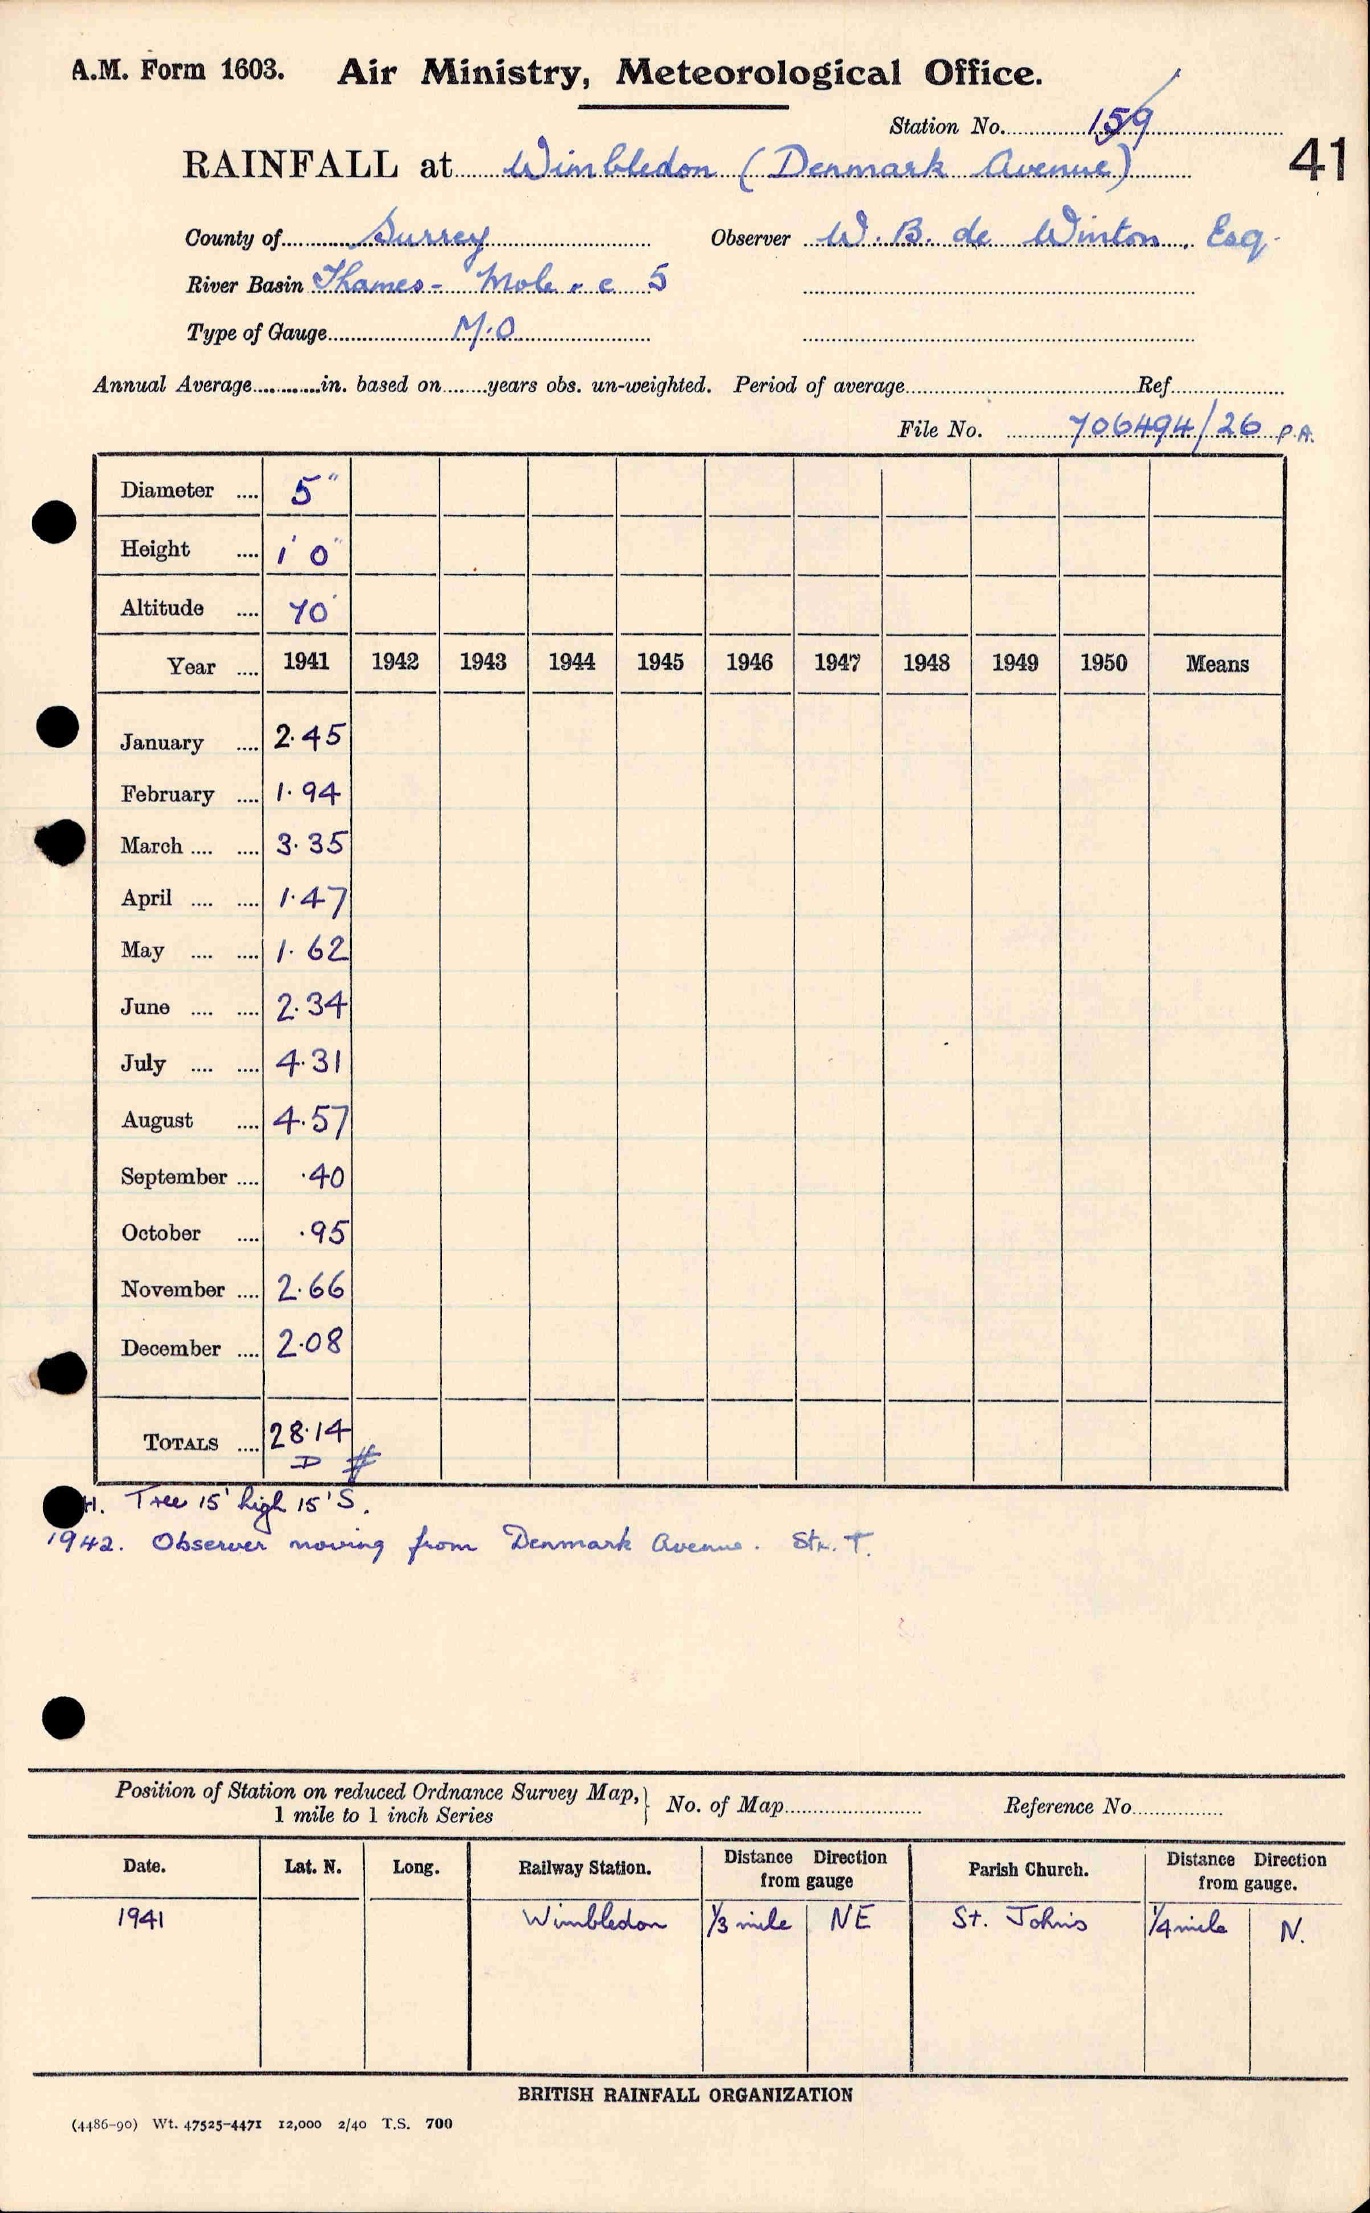 A.M. Form 1603. Air Ministry, Meteorological Office.
Station No. 159
RAINFALL at Wimbledon (Denmark Avenue) 41
County of Surrey Observer W. B. de Winton, Esq.
River Basin Thames - Mole . c 5
Type of Gauge M.O
Annual Average in. based on years obs. un-weighted. Period of average Ref
File No. 706494/26 P.A.
Diameter .... 5"
Height .... 1' 0"
Altitude .... 70'
Year .... 1941 1942 1943 1944 1945 1946 1947 1948 1949 1950 Means
January .... 2.45
February .... 1.94
March .... .... 3.35
April .... .... 1.47
May .... .... 1.62
June .... .... 2.34
July .... .... 4.31
August .... 4.57
September .... .40
October .... .95
November .... 2.66
December .... 2.08
TOTALS .... 28.14
D #
H. Tree 15' high 15' S.
1942. Observer moving from Denmark Avenue. Stn. T.
Position of Station on reduced Ordnance Survey Map, } No. of Map Reference No
1 mile to 1 inch Series
Date. Lat. N. Long. Railway Station. Distance from gauge Direction from gauge Parish Church. Distance from gauge. Direction from gauge.
1941 Wimbledon 1/3 mile NE St. John's 1/4 mile N.
BRITISH RAINFALL ORGANIZATION
(4486-90) Wt. 47525-4471 12,000 2/40 T.S. 700